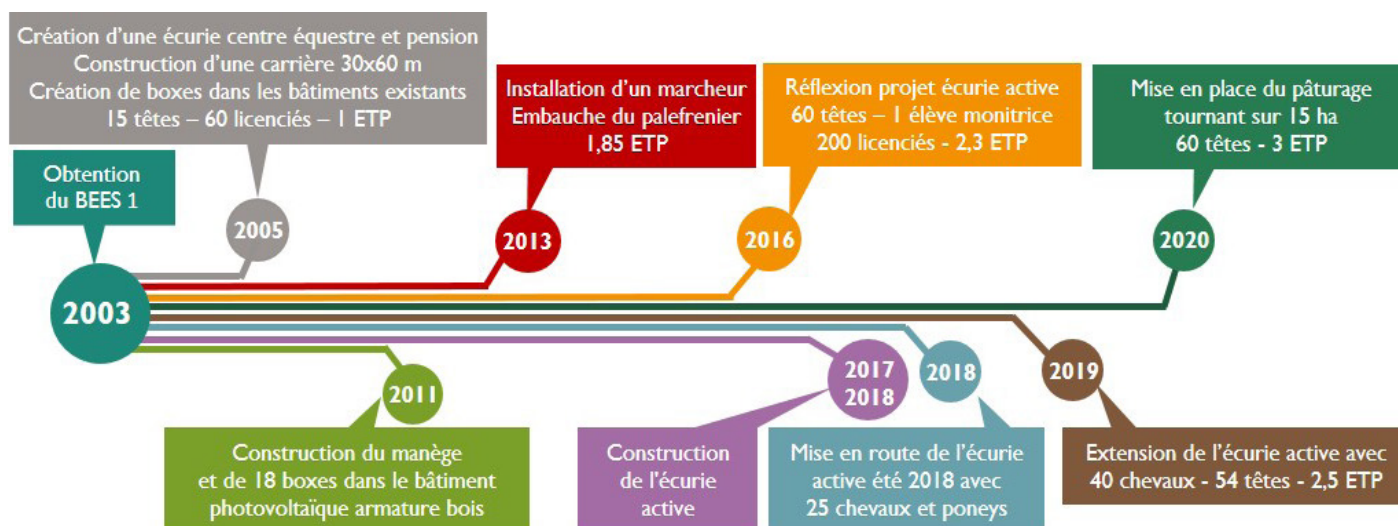 Obtention
du BEES 1
2003
Création d'une écurie centre équestre et pension
Construction d'une carrière 30x60 m
Création de boxes dans les bâtiments existants
15 têtes – 60 licenciés – 1 ETP
2005
Construction du manège
et de 18 boxes dans le bâtiment
photovoltaïque armature bois
2011
Installation d'un marcheur
Embauche du palefrenier
1,85 ETP
2013
Réflexion projet écurie active
60 têtes – 1 élève monitrice
200 licenciés - 2,3 ETP
2016
2017
2018
Construction
de l'écurie
active
2018
Mise en route de l'écurie
active été 2018 avec
25 chevaux et poneys
2019
Extension de l'écurie active avec
40 chevaux - 54 têtes - 2,5 ETP
Mise en place du pâturage
tournant sur 15 ha
60 têtes - 3 ETP
2020